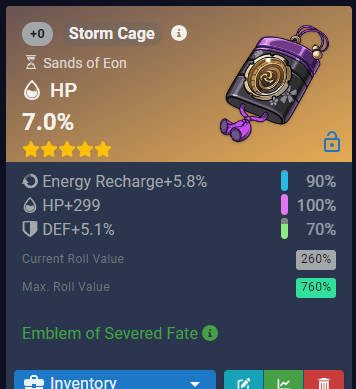 +0 Storm Cage
Sands of Eon
HP
7.0%
Energy Recharge+5.8% 90%
HP+299 100%
DEF+5.1% 70%
Current Roll Value 260%
Max. Roll Value 760%
Emblem of Severed Fate
Inventory